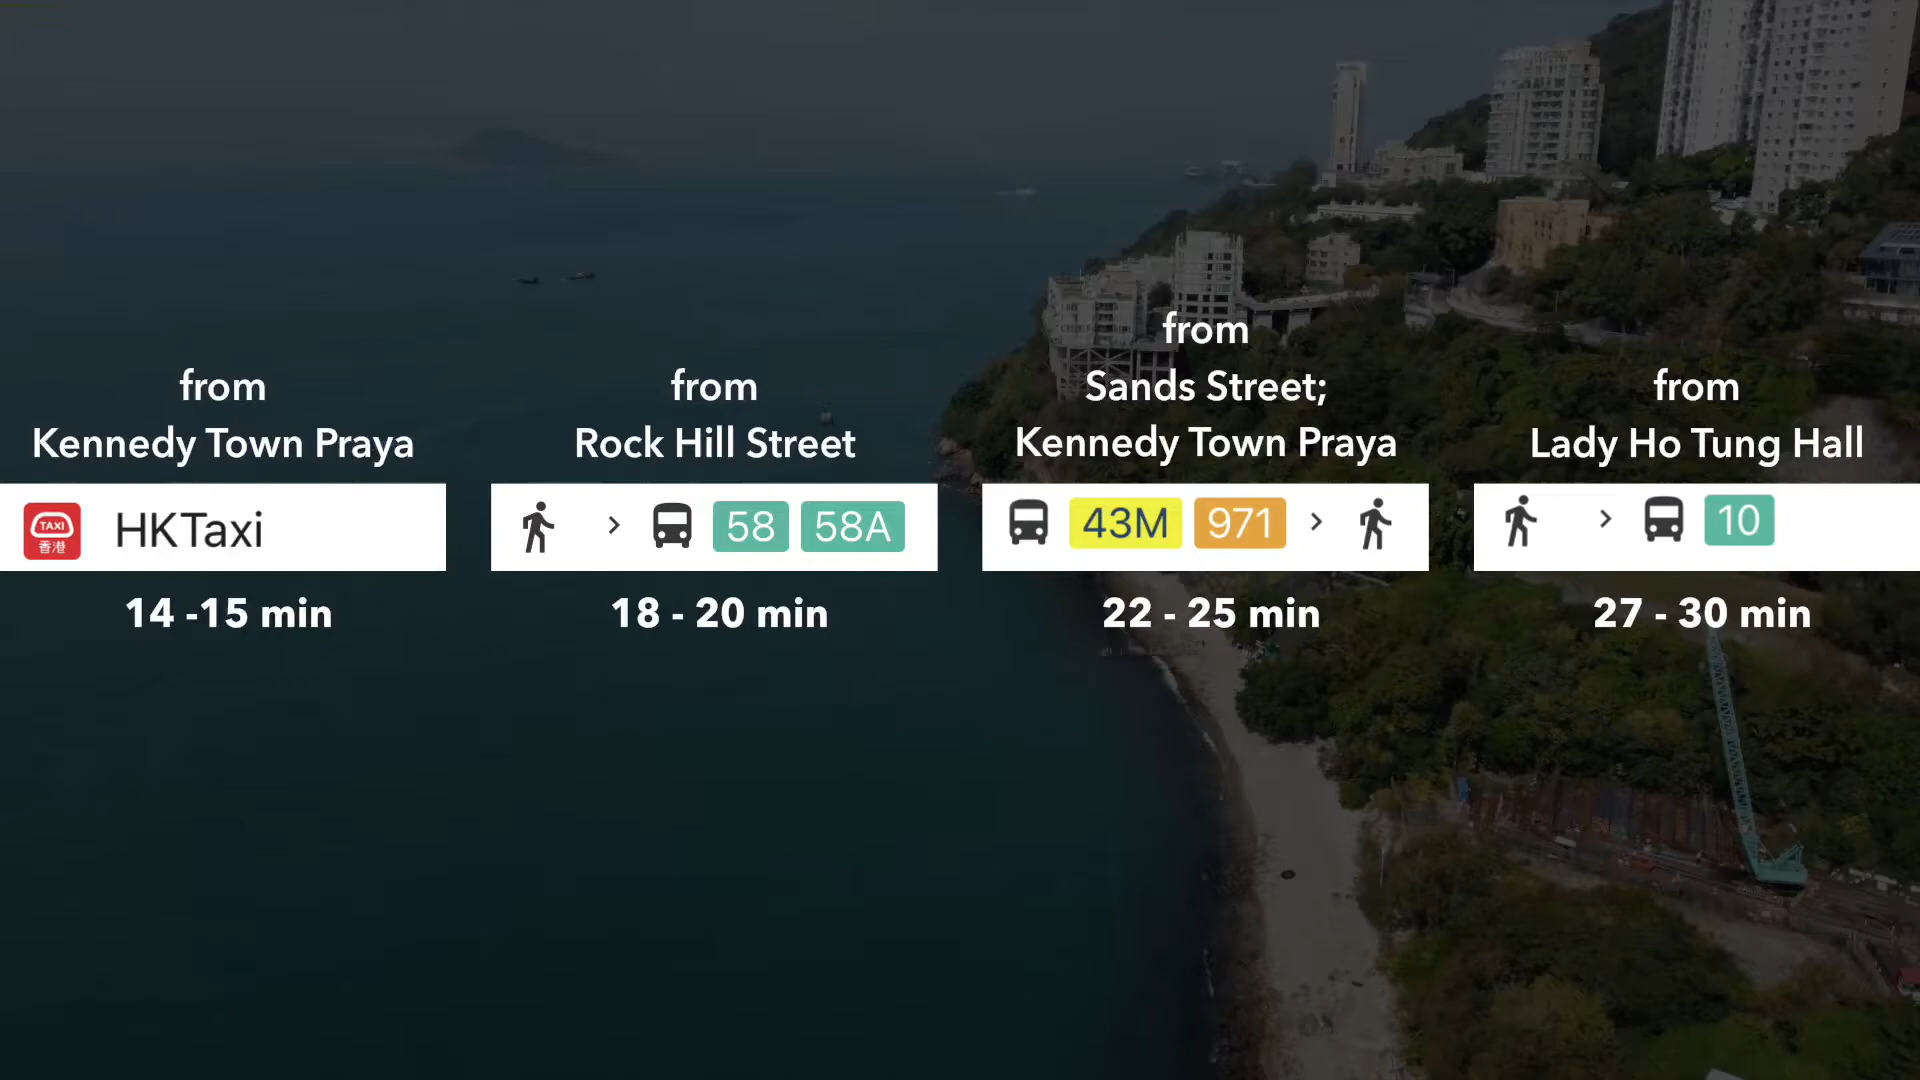 from
Kennedy Town Praya
TAXI
香港
HKTaxi
14 -15 min
from
Rock Hill Street
58 58A
18 - 20 min
from
Sands Street;
Kennedy Town Praya
43M 971
22 - 25 min
from
Lady Ho Tung Hall
10
27 - 30 min